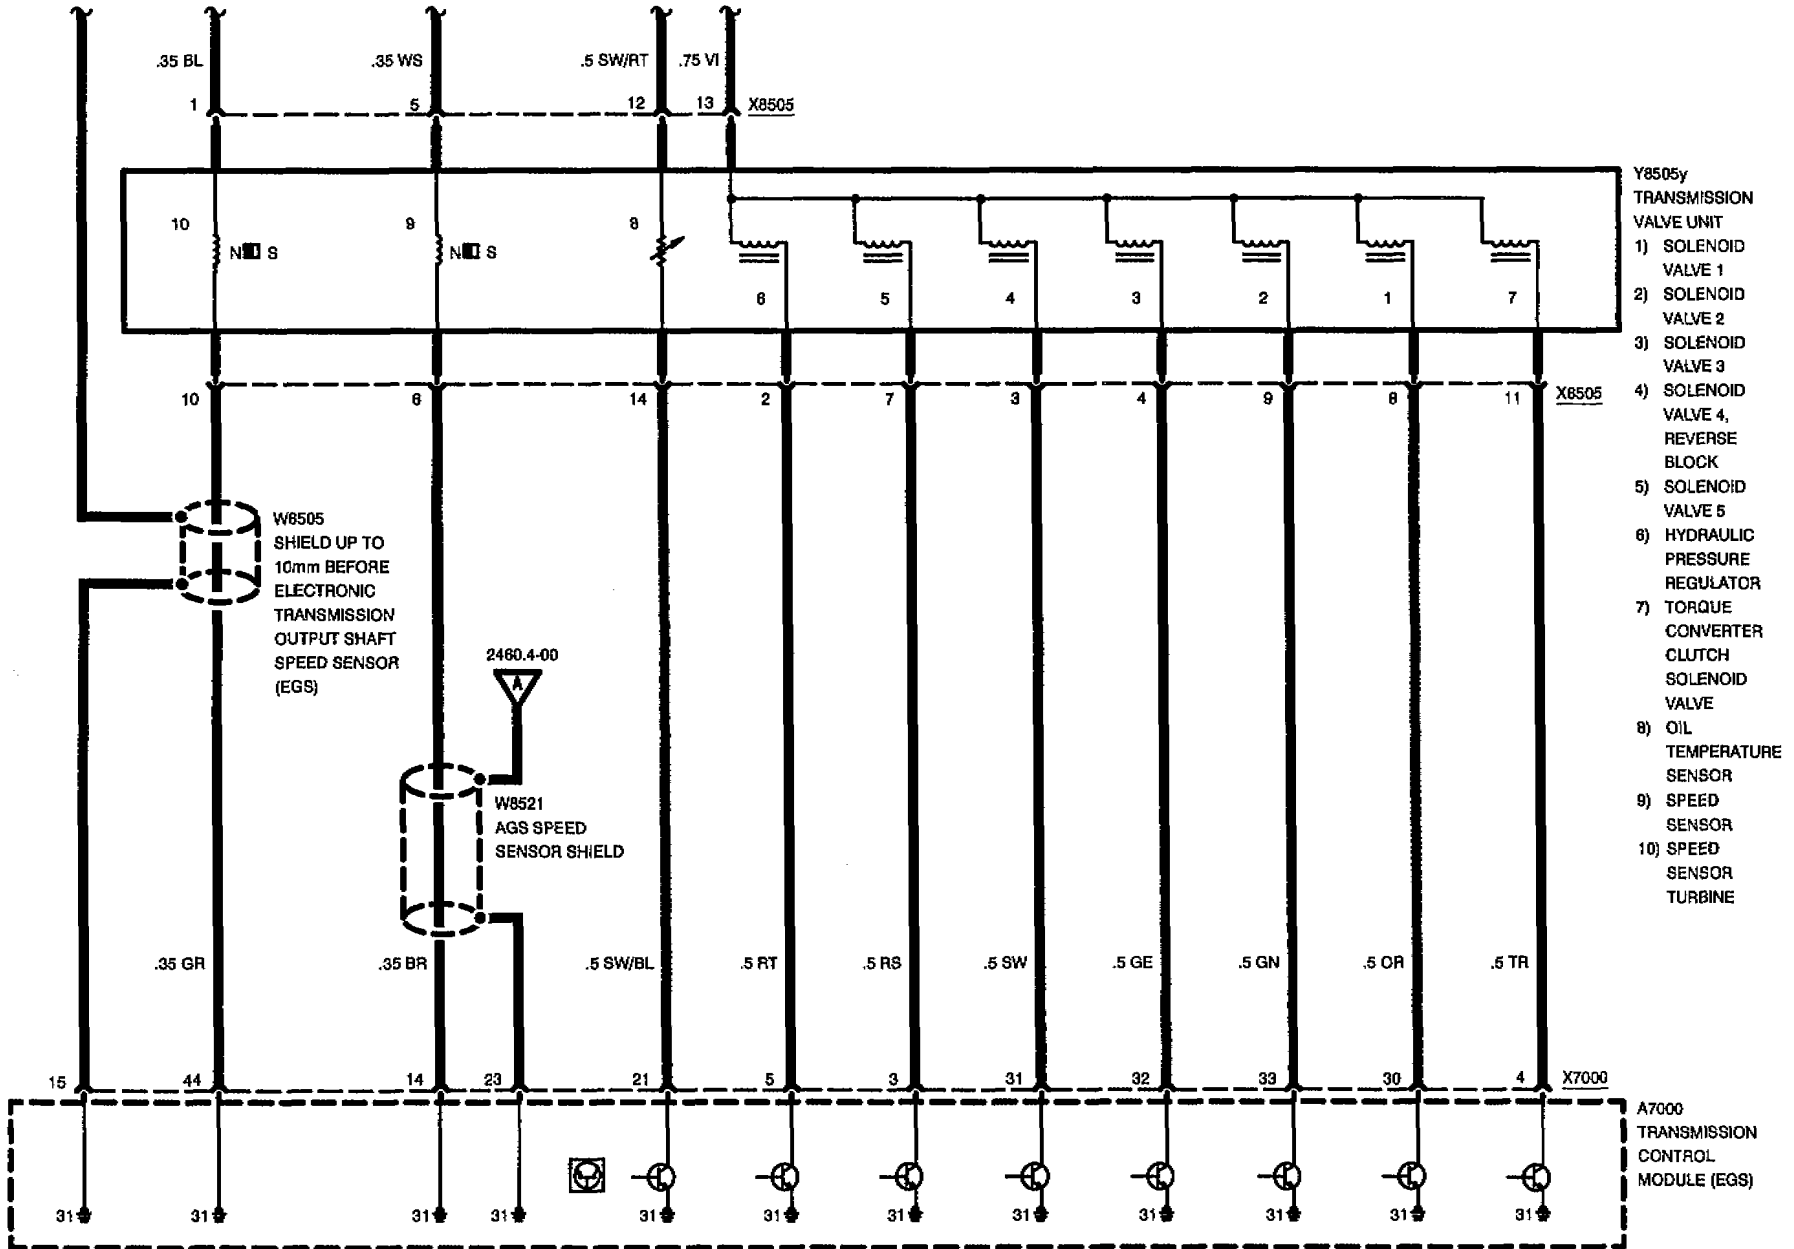 .35 BL
.35 WS
.5 SW/RT
.75 VI
1
5
12
13
X8505
10
N S
9
N S
8
6
5
4
3
2
1
7
Y8505y
TRANSMISSION
VALVE UNIT
1) SOLENOID
VALVE 1
2) SOLENOID
VALVE 2
3) SOLENOID
VALVE 3
4) SOLENOID
VALVE 4,
REVERSE
BLOCK
5) SOLENOID
VALVE 5
6) HYDRAULIC
PRESSURE
REGULATOR
7) TORQUE
CONVERTER
CLUTCH
SOLENOID
VALVE
8) OIL
TEMPERATURE
SENSOR
9) SPEED
SENSOR
10) SPEED
SENSOR
TURBINE
10
6
14
2
7
3
4
9
8
11
X8505
W8505
SHIELD UP TO
10mm BEFORE
ELECTRONIC
TRANSMISSION
OUTPUT SHAFT
SPEED SENSOR
(EGS)
2460.4-00
A
W8521
AGS SPEED
SENSOR SHIELD
.35 GR
.35 BR
.5 SW/BL
.5 RT
.5 RS
.5 SW
.5 GE
.5 GN
.5 OR
.5 TR
15
44
14
23
21
5
3
31
32
33
30
4
X7000
A7000
TRANSMISSION
CONTROL
MODULE (EGS)
31
31
31
31
31
31
31
31
31
31
31
31